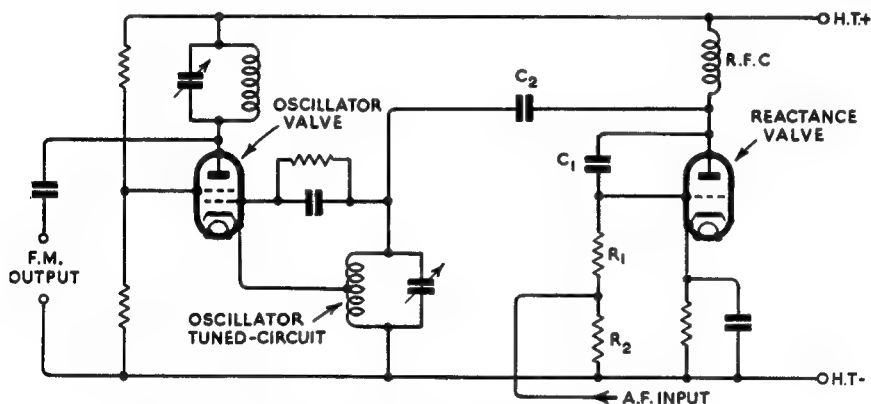 H.T.+
R.F.C
C2
OSCILLATOR
VALVE
REACTANCE
VALVE
C1
F.M.
OUTPUT
R1
OSCILLATOR
TUNED-CIRCUIT
R2
H.T-
A.F. INPUT